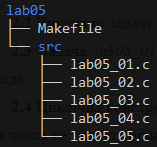 lab05
├── Makefile
└── src
    ├── lab05_01.c
    ├── lab05_02.c
    ├── lab05_03.c
    ├── lab05_04.c
    └── lab05_05.c